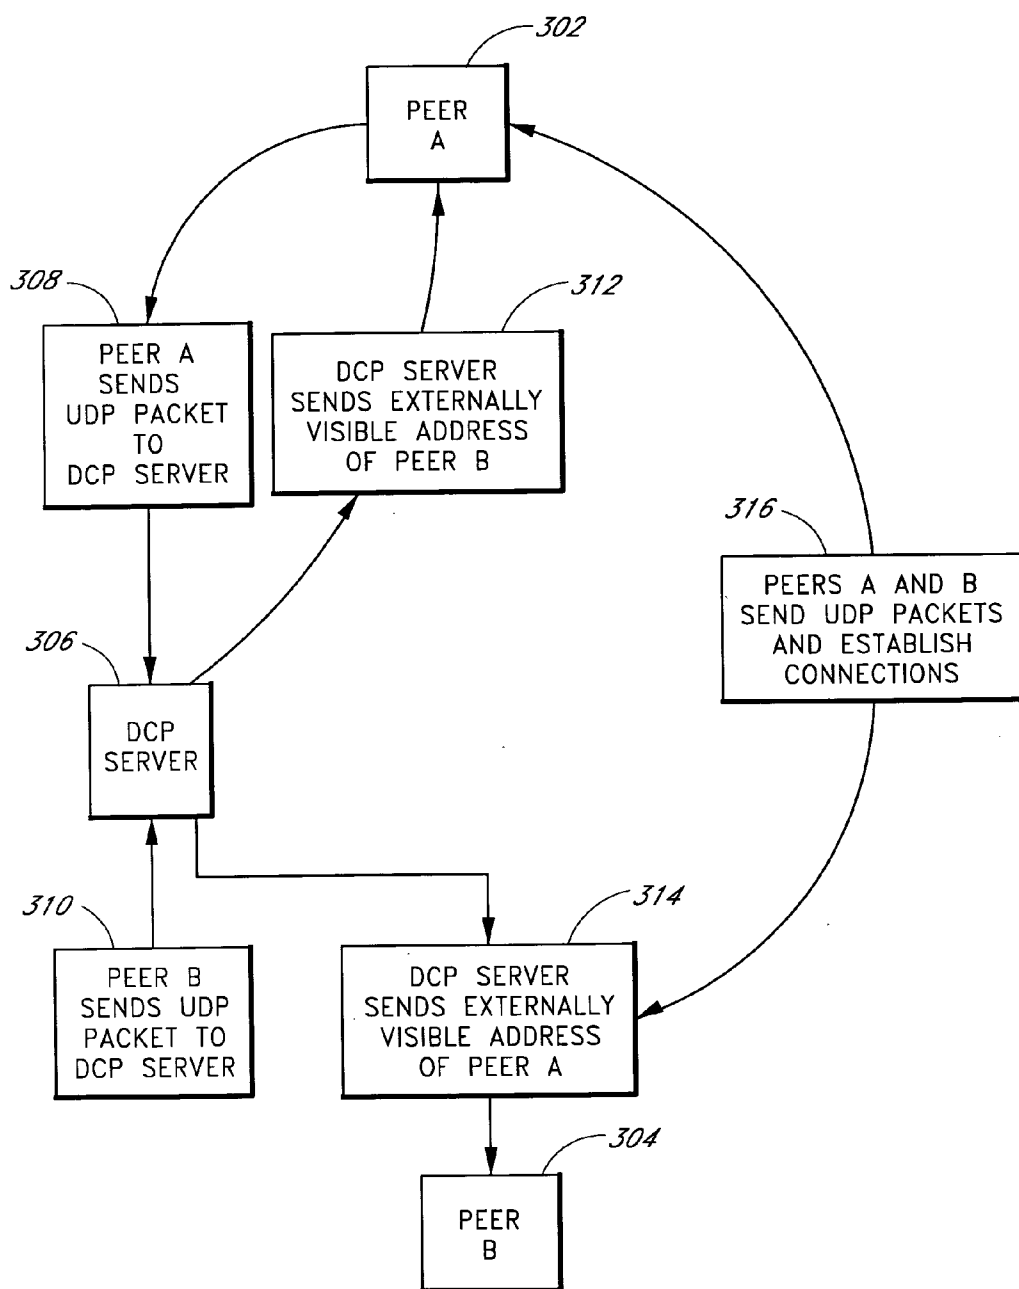 302
PEER
A
308
PEER A
SENDS
UDP PACKET
TO
DCP SERVER
312
DCP SERVER
SENDS EXTERNALLY
VISIBLE ADDRESS
OF PEER B
316
PEERS A AND B
SEND UDP PACKETS
AND ESTABLISH
CONNECTIONS
306
DCP
SERVER
310
PEER B
SENDS UDP
PACKET TO
DCP SERVER
314
DCP SERVER
SENDS EXTERNALLY
VISIBLE ADDRESS
OF PEER A
304
PEER
B